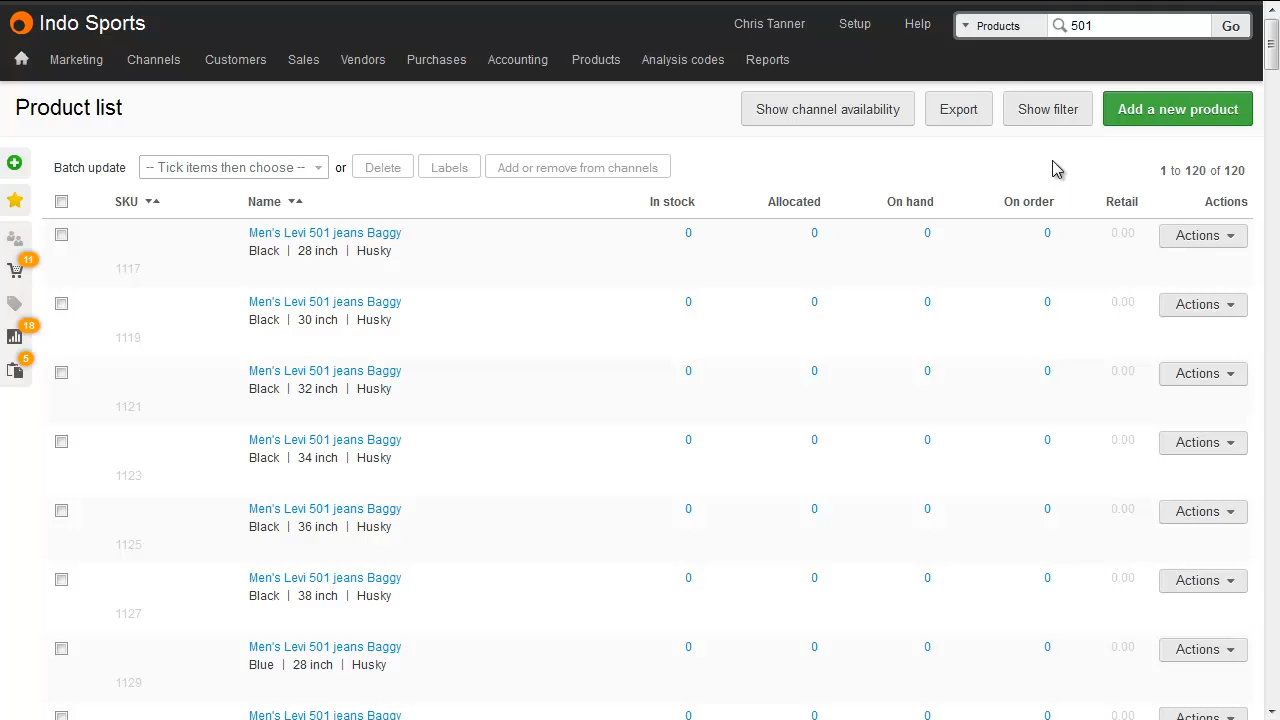 Indo Sports
Chris Tanner Setup Help Products 501 Go
Marketing Channels Customers Sales Vendors Purchases Accounting Products Analysis codes Reports
Product list
Show channel availability Export Show filter Add a new product
Batch update -- Tick items then choose -- or Delete Labels Add or remove from channels
1 to 120 of 120
SKU Name In stock Allocated On hand On order Retail Actions
Men's Levi 501 jeans Baggy 0 0 0 0 0.00 Actions
Black | 28 inch | Husky
1117
11
Men's Levi 501 jeans Baggy 0 0 0 0 0.00 Actions
Black | 30 inch | Husky
18
1119
5
Men's Levi 501 jeans Baggy 0 0 0 0 0.00 Actions
Black | 32 inch | Husky
1121
Men's Levi 501 jeans Baggy 0 0 0 0 0.00 Actions
Black | 34 inch | Husky
1123
Men's Levi 501 jeans Baggy 0 0 0 0 0.00 Actions
Black | 36 inch | Husky
1125
Men's Levi 501 jeans Baggy 0 0 0 0 0.00 Actions
Black | 38 inch | Husky
1127
Men's Levi 501 jeans Baggy 0 0 0 0 0.00 Actions
Blue | 28 inch | Husky
1129
Men's Levi 501 jeans Baggy 0 0 0 0 0.00 Actions